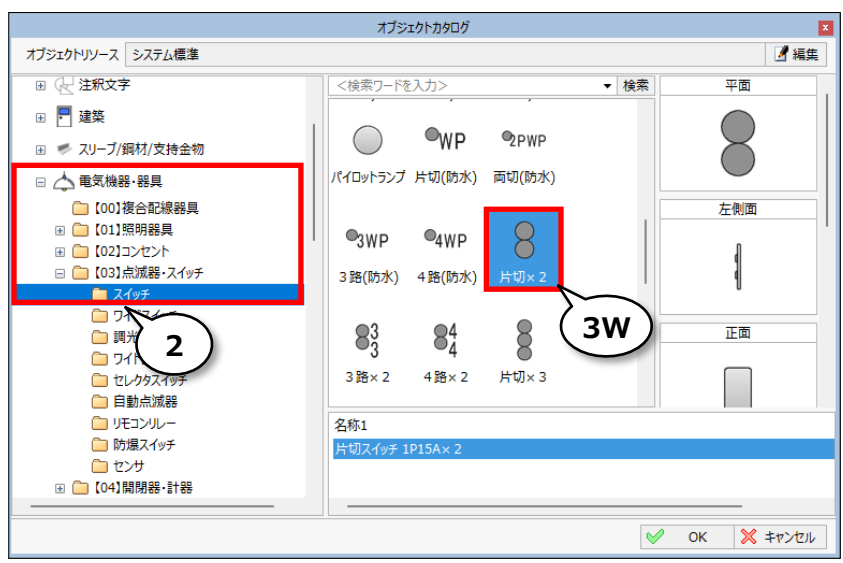 オブジェクトカタログ
オブジェクトリソース システム標準 編集
注釈文字
建築
スリーブ/鋼材/支持金物
電気機器・器具
【00】複合配線器具
【01】照明器具
【02】コンセント
【03】点滅器・スイッチ
スイッチ
調光
ワイド
セレクタスイッチ
自動点滅器
リモコンリレー
防爆スイッチ
センサ
【04】開閉器・計器
2
<検索ワードを入力> 検索
WP 2PWP
パイロットランプ 片切(防水) 両切(防水)
3WP 4WP
3路(防水) 4路(防水) 片切×2
3W
3 3 4 4
3路×2 4路×2 片切×3
名称1
片切スイッチ 1P15A×2
平面
左側面
正面
OK キャンセル